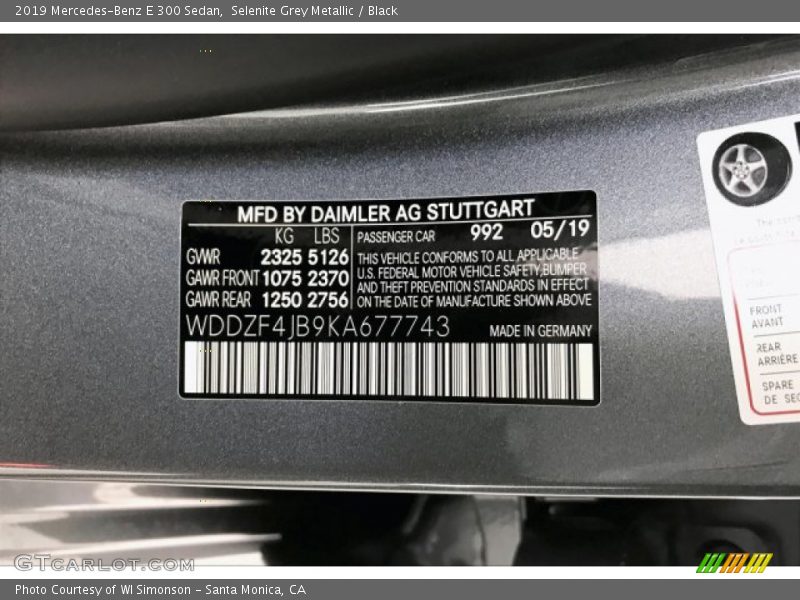 2019 Mercedes-Benz E 300 Sedan, Selenite Grey Metallic / Black
MFD BY DAIMLER AG STUTTGART
KG LBS
PASSENGER CAR 992 05/19
GVWR 2325 5126
GAWR FRONT 1075 2370
GAWR REAR 1250 2756
THIS VEHICLE CONFORMS TO ALL APPLICABLE
U.S. FEDERAL MOTOR VEHICLE SAFETY,BUMPER
AND THEFT PREVENTION STANDARDS IN EFFECT
ON THE DATE OF MANUFACTURE SHOWN ABOVE
WDDZF4JB9KA677743
MADE IN GERMANY
FRONT
AVANT
REAR
ARRIÈRE
SPARE
DE
GTcarlot.com
Photo Courtesy of WI Simonson - Santa Monica, CA